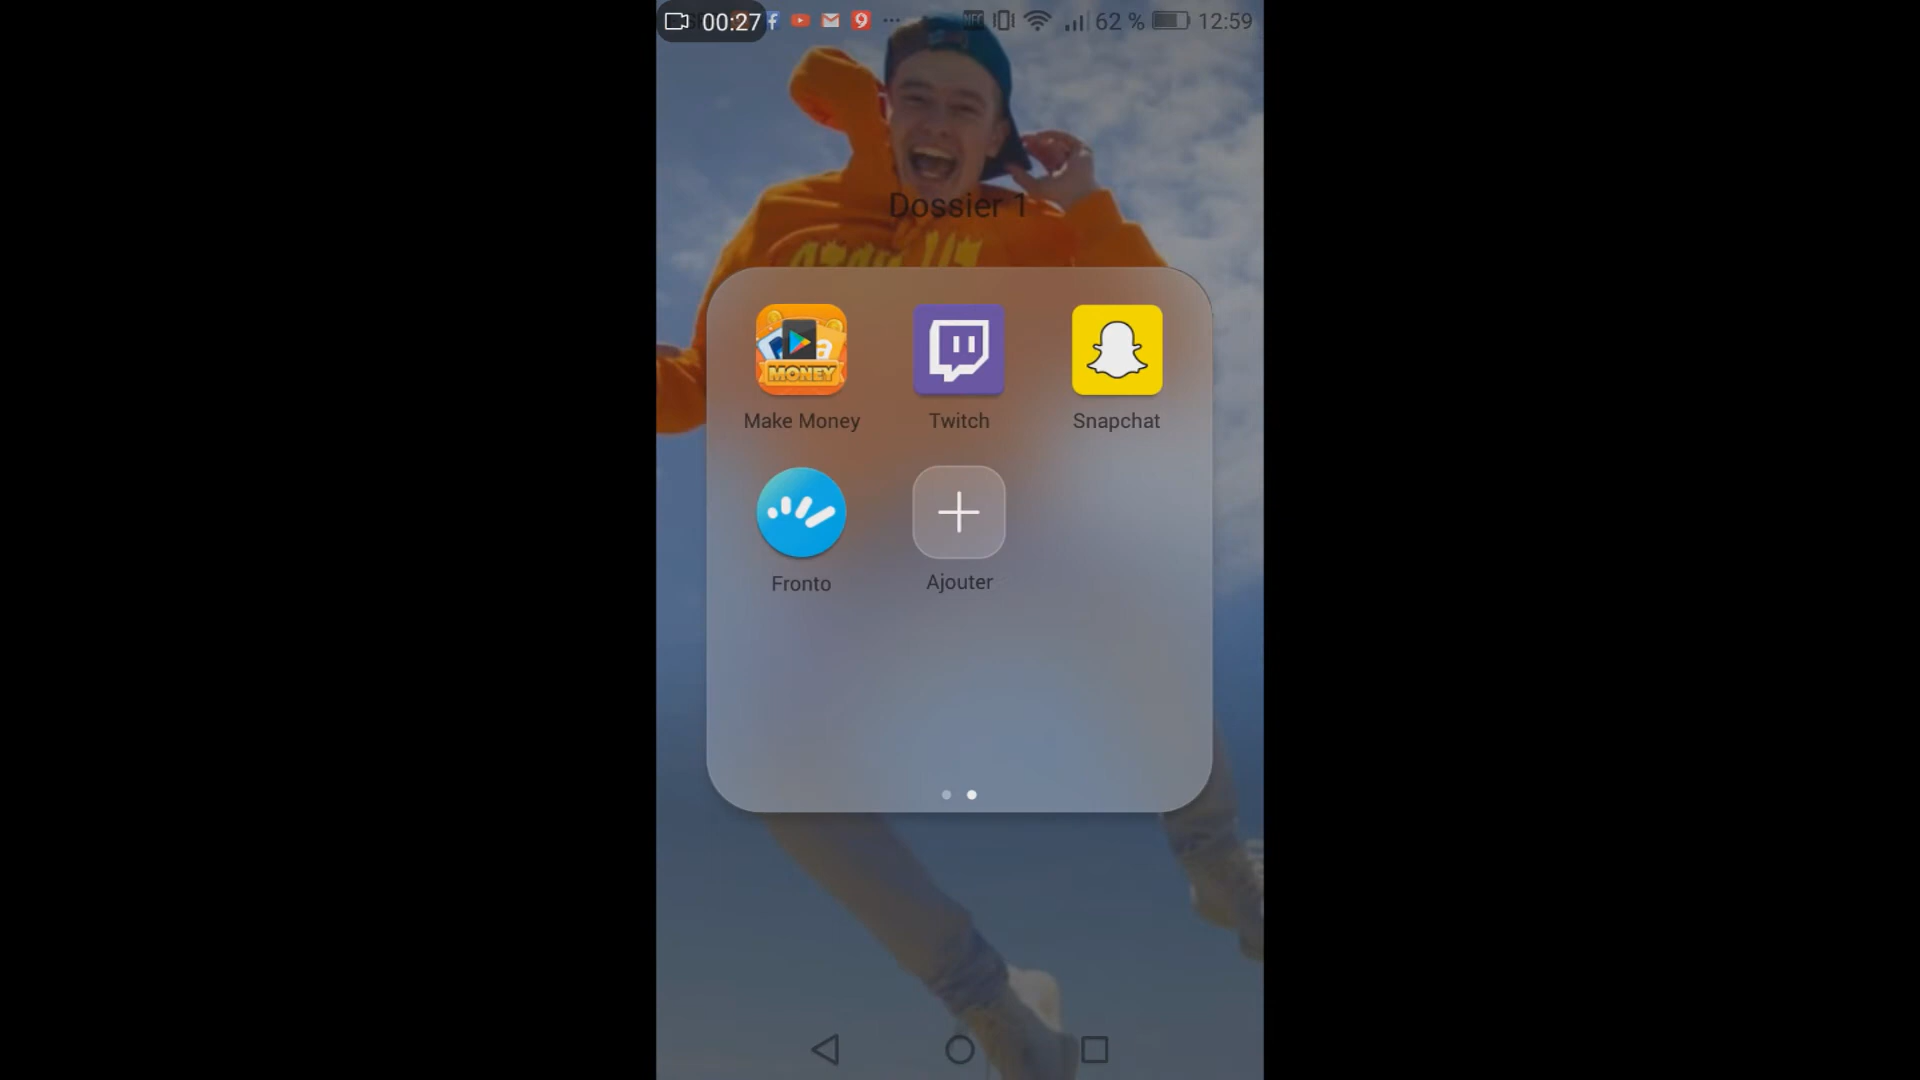 00:27 62 % 12:59
Dossier 1
MONEY
Make Money
Twitch
Snapchat
Fronto
Ajouter